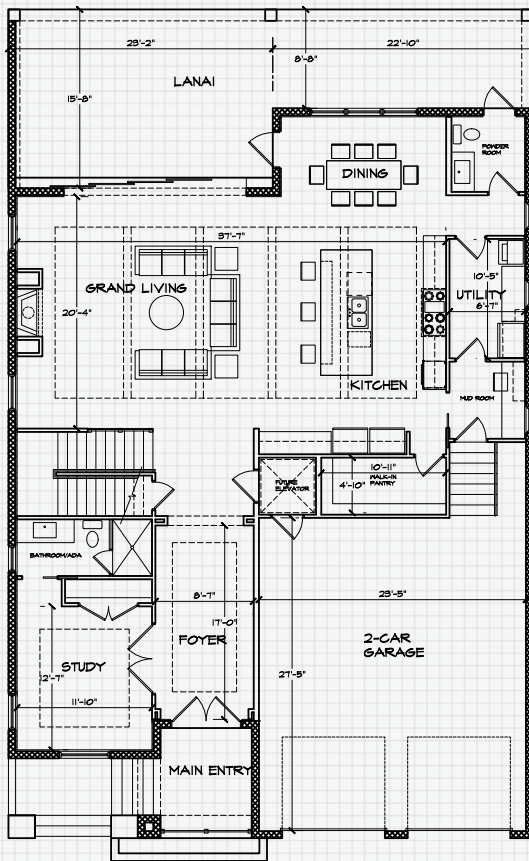 23'-2"
22'-10"
8'-8"
LANAI
15'-8"
POWDER
ROOM
DINING
37'-7"
10'-5"
GRAND LIVING
UTILITY
6'-7"
20'-4"
KITCHEN
MUD ROOM
10'-11"
WALK-IN
PANTRY
4'-10"
FUTURE
ELEVATOR
BATHROOM/ADA
8'-7"
23'-5"
17'-0"
FOYER
2-CAR
GARAGE
STUDY
12'-7"
27'-5"
11'-10"
MAIN ENTRY